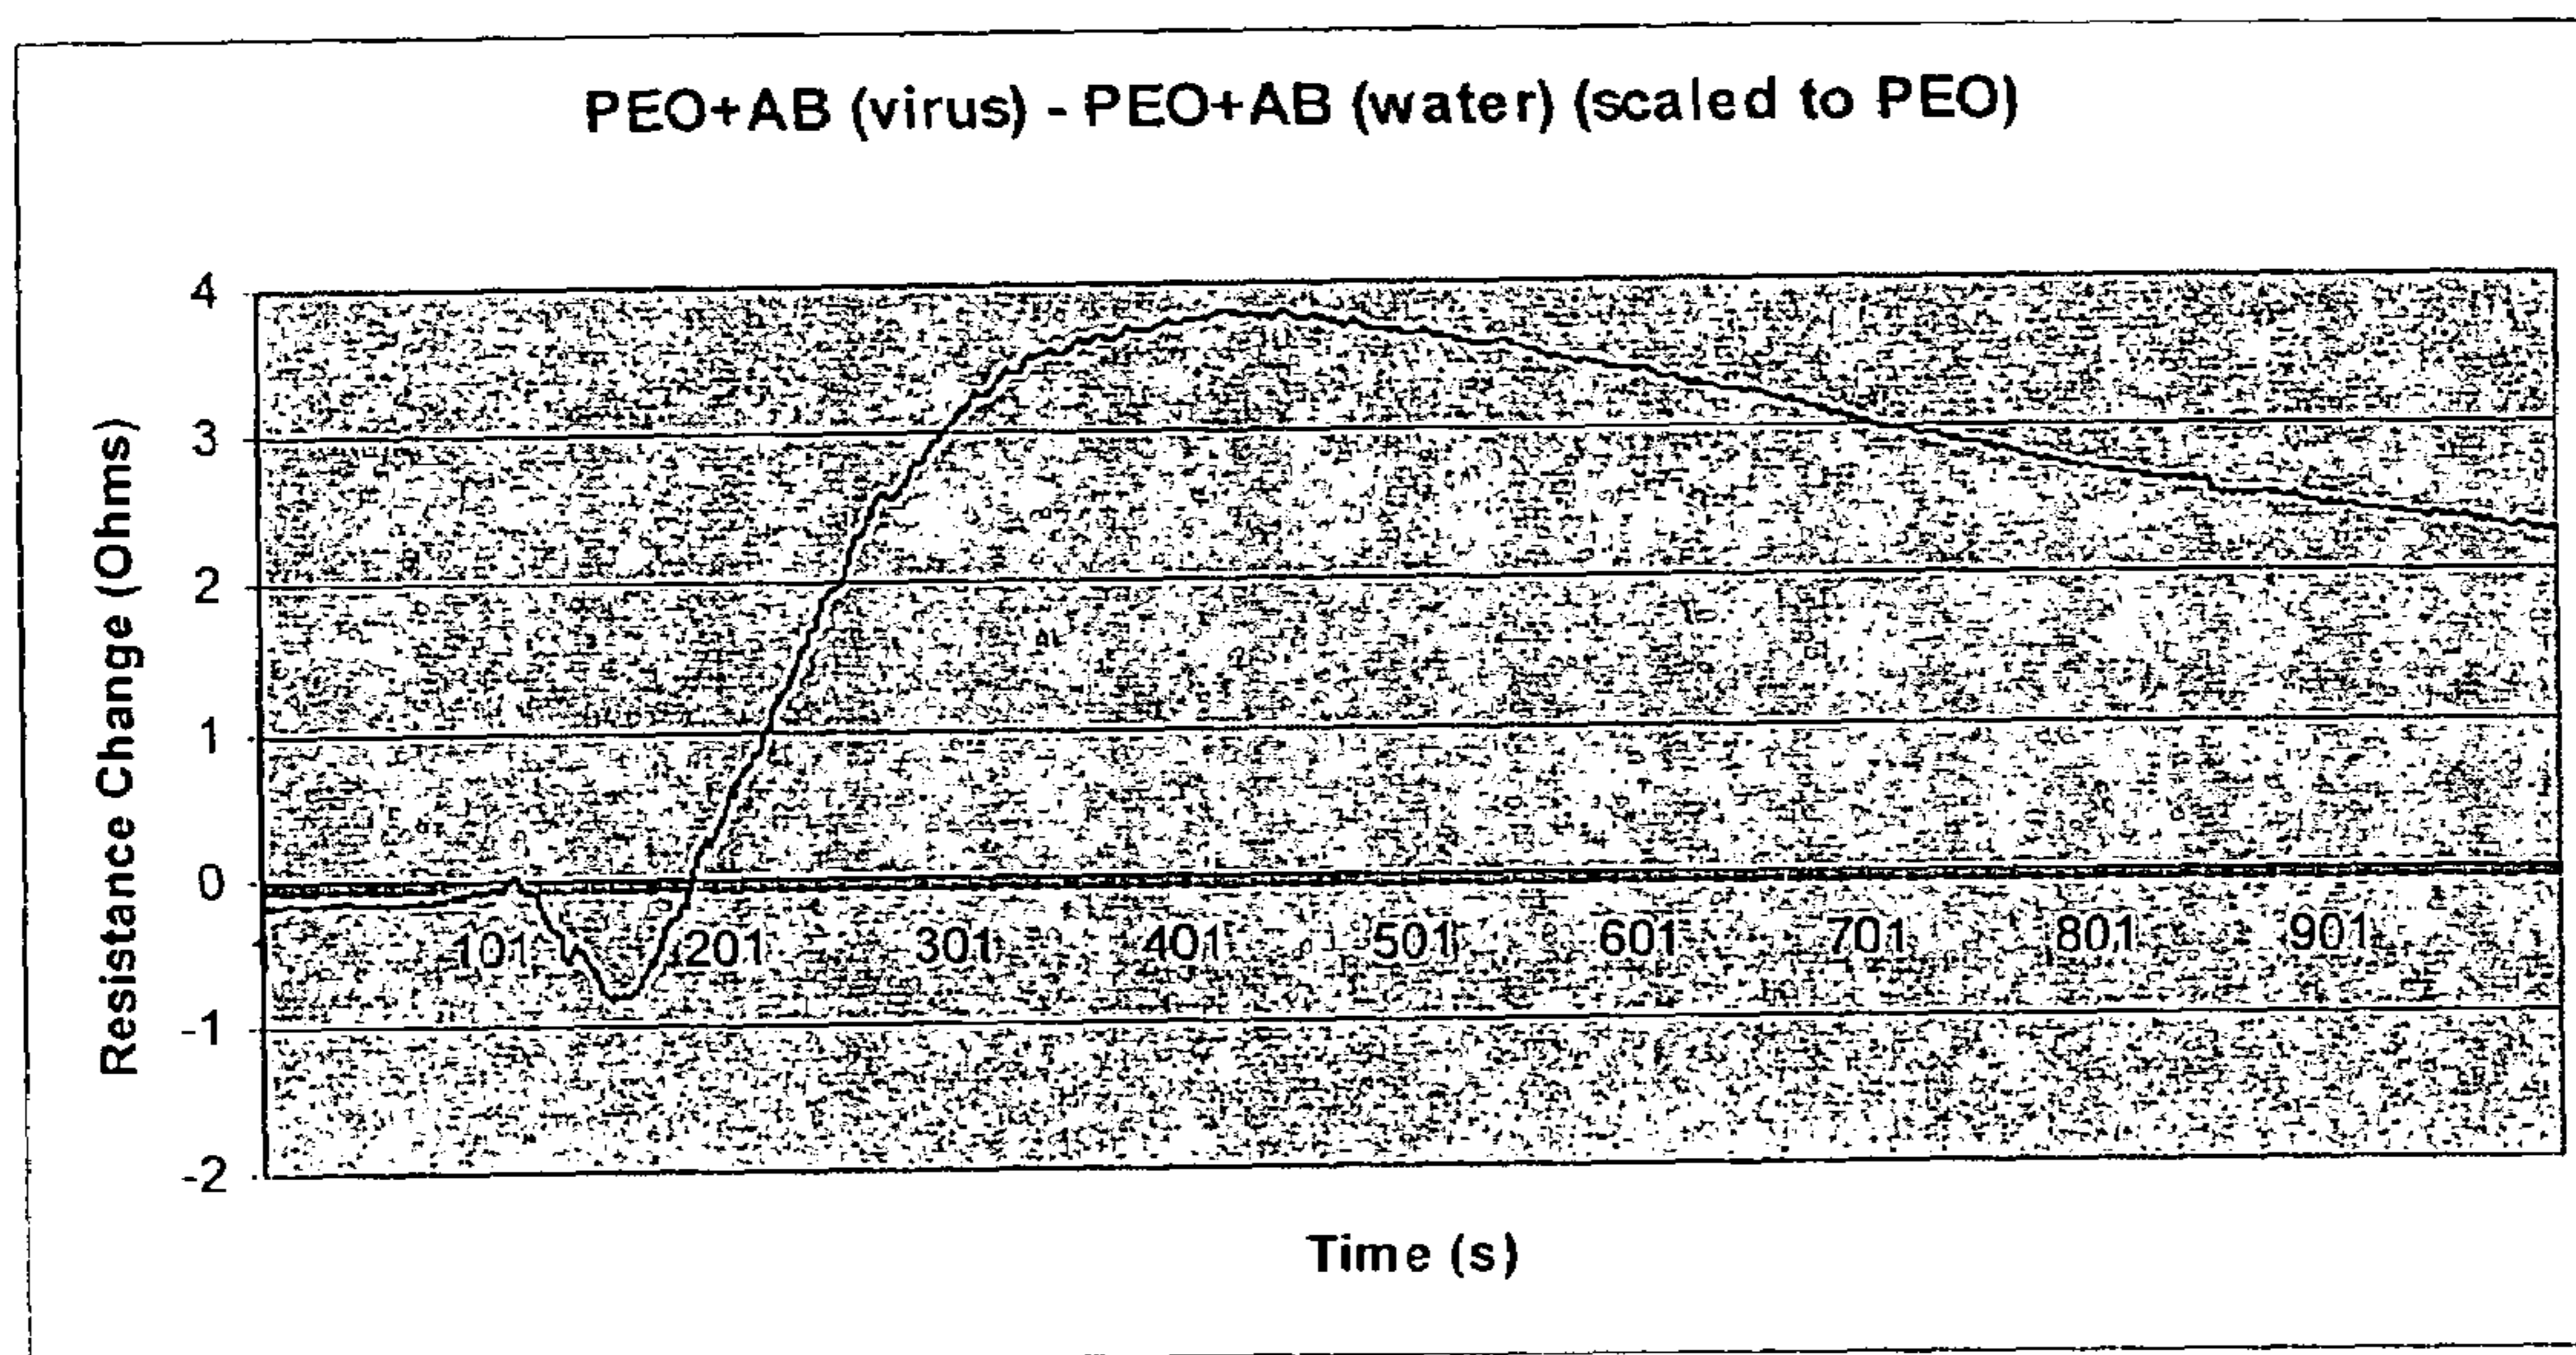 PEO+AB (virus) - PEO+AB (water) (scaled to PEO)
Resistance Change (Ohms)
4
3
2
1
0
-1
-2
1 101 201 301 401 501 601 701 801 901
Time (s)